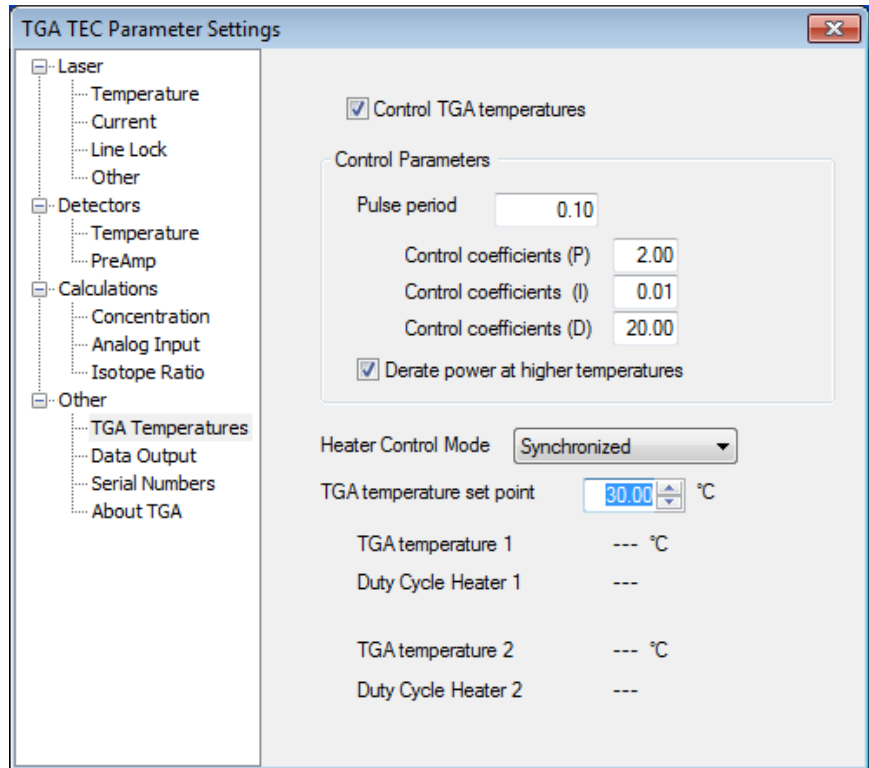 TGA TEC Parameter Settings
Laser
Temperature
Current
Line Lock
Other
Detectors
Temperature
PreAmp
Calculations
Concentration
Analog Input
Isotope Ratio
Other
TGA Temperatures
Data Output
Serial Numbers
About TGA
Control TGA temperatures
Control Parameters
Pulse period 0.10
Control coefficients (P) 2.00
Control coefficients (I) 0.01
Control coefficients (D) 20.00
Derate power at higher temperatures
Heater Control Mode Synchronized
TGA temperature set point 30.00 °C
TGA temperature 1 --- °C
Duty Cycle Heater 1 ---
TGA temperature 2 --- °C
Duty Cycle Heater 2 ---